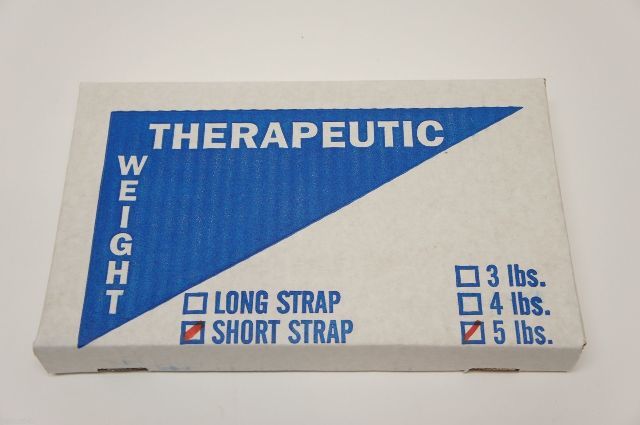 THERAPEUTIC
WEIGHT
LONG STRAP
SHORT STRAP
3 lbs.
4 lbs.
5 lbs.